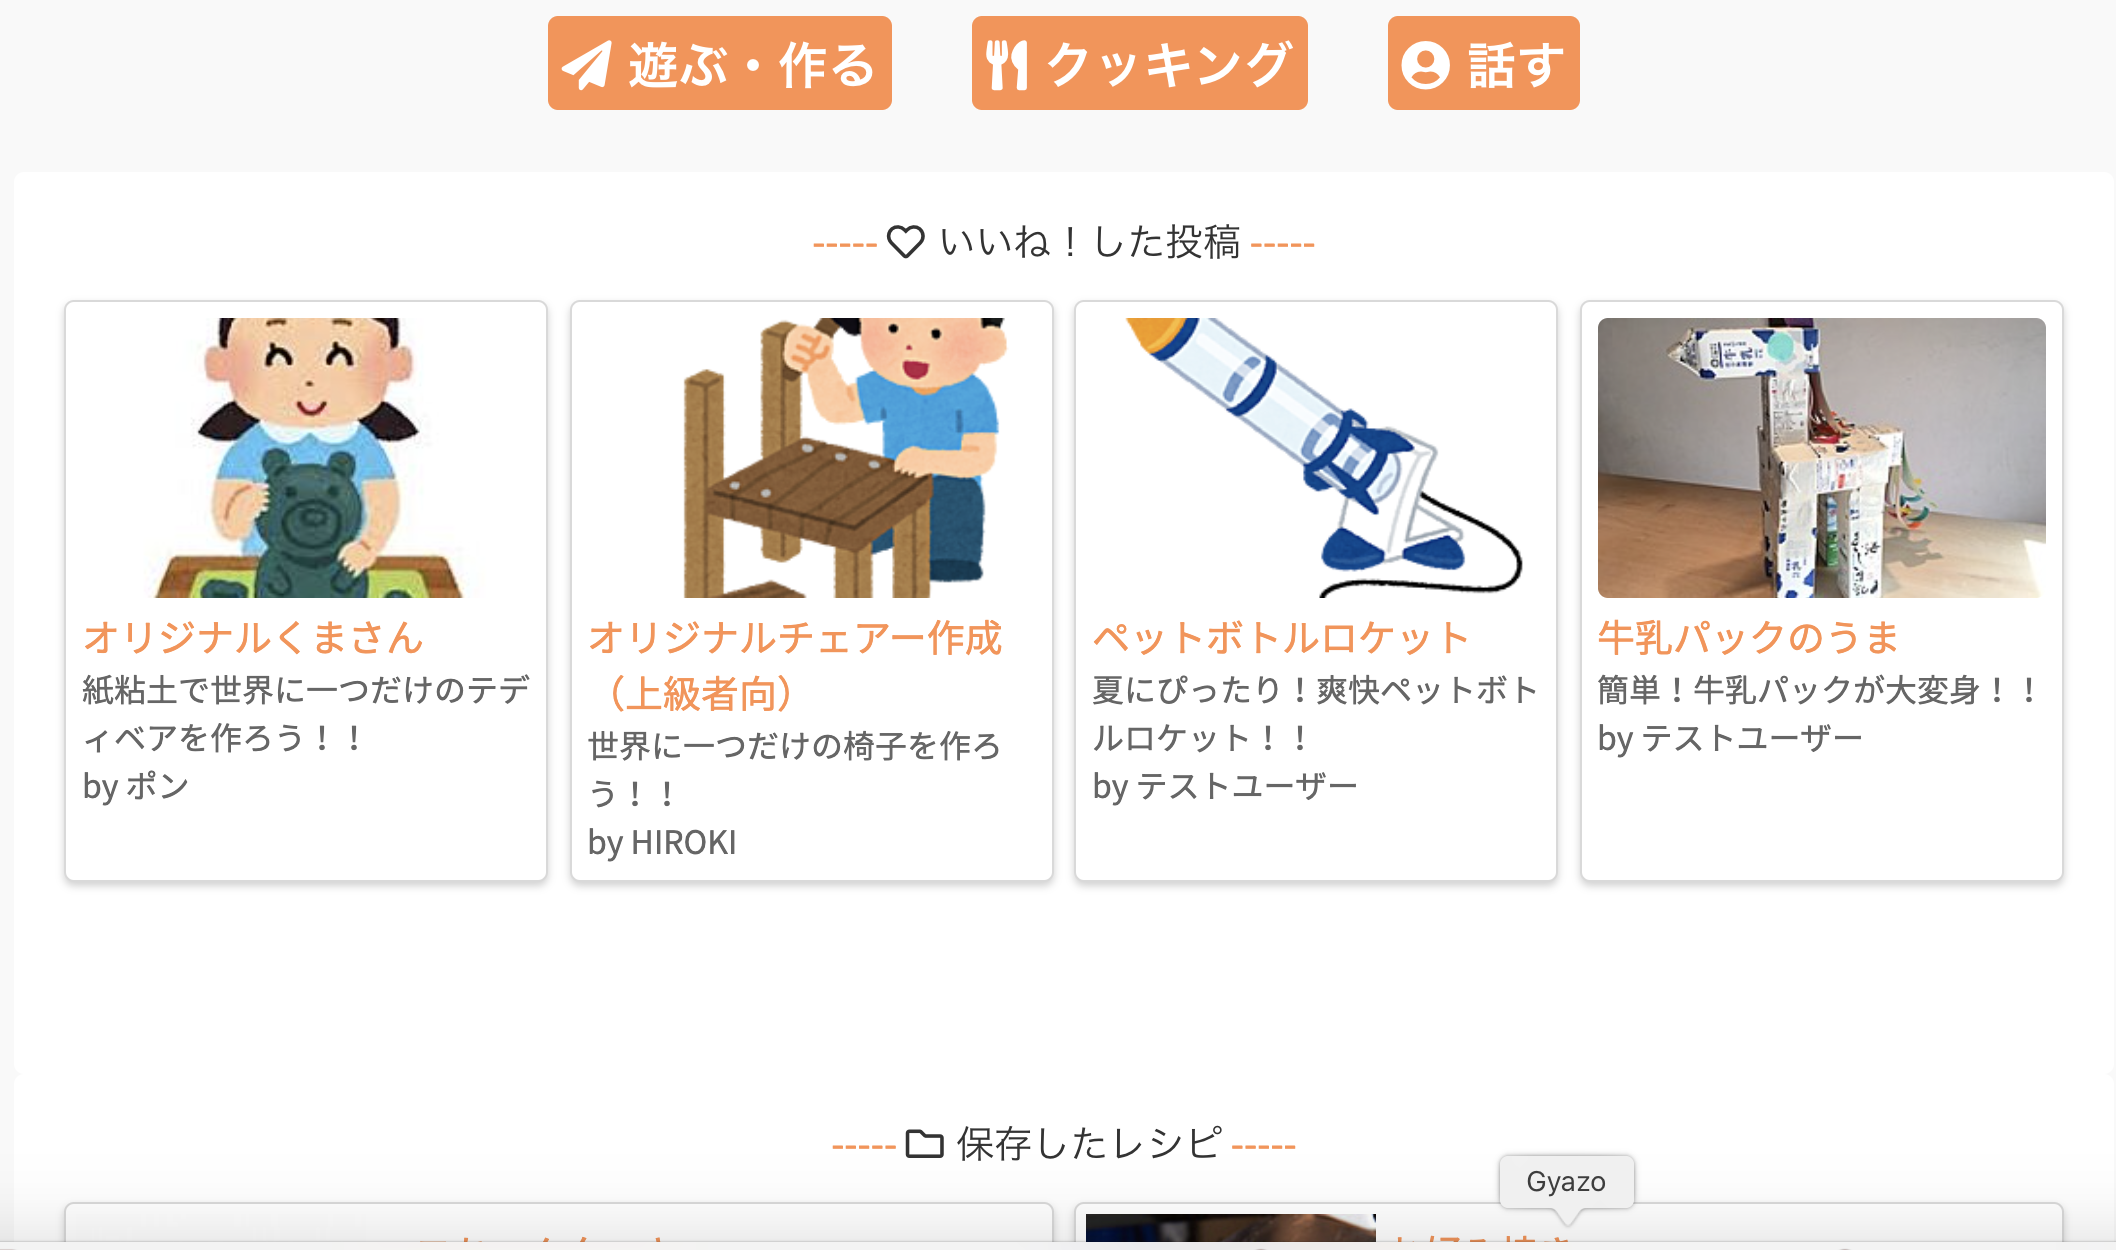 遊ぶ・作る
クッキング
話す
----- いいね！した投稿 -----
オリジナルくまさん
紙粘土で世界に一つだけのテデ
ィベアを作ろう！！
by ポン
オリジナルチェアー作成
（上級者向）
世界に一つだけの椅子を作ろ
う！！
by HIROKI
ペットボトルロケット
夏にぴったり！爽快ペットボト
ルロケット！！
by テストユーザー
牛乳
牛乳パックのうま
簡単！牛乳パックが大変身！！
by テストユーザー
----- 保存したレシピ -----
Gyazo